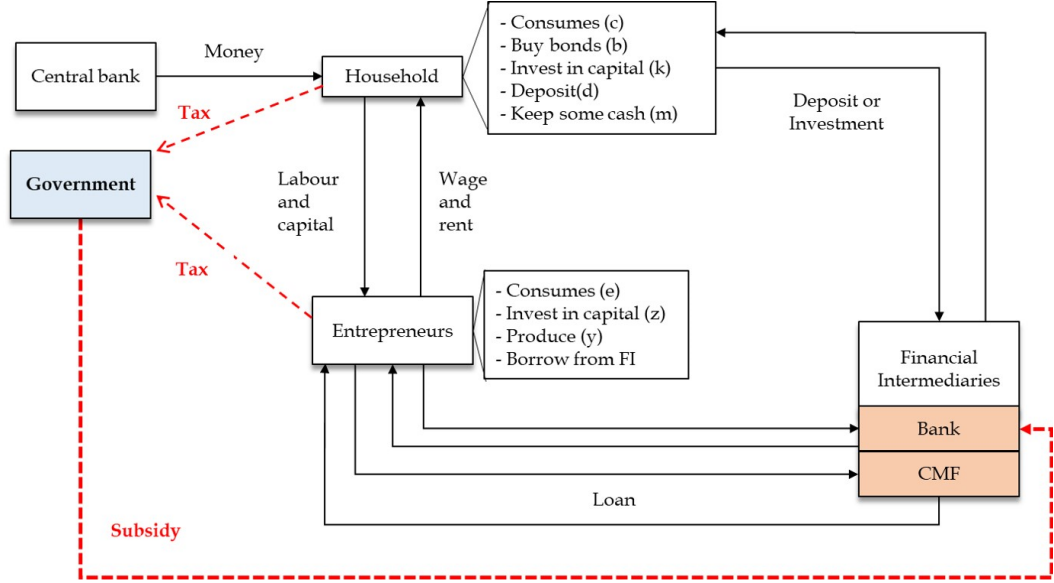 Central bank
Money
Household
- Consumes (c)
- Buy bonds (b)
- Invest in capital (k)
- Deposit(d)
- Keep some cash (m)
Deposit or
Investment
Tax
Government
Labour
and
capital
Wage
and
rent
Tax
Entrepreneurs
- Consumes (e)
- Invest in capital (z)
- Produce (y)
- Borrow from FI
Financial
Intermediaries
Bank
CMF
Loan
Subsidy